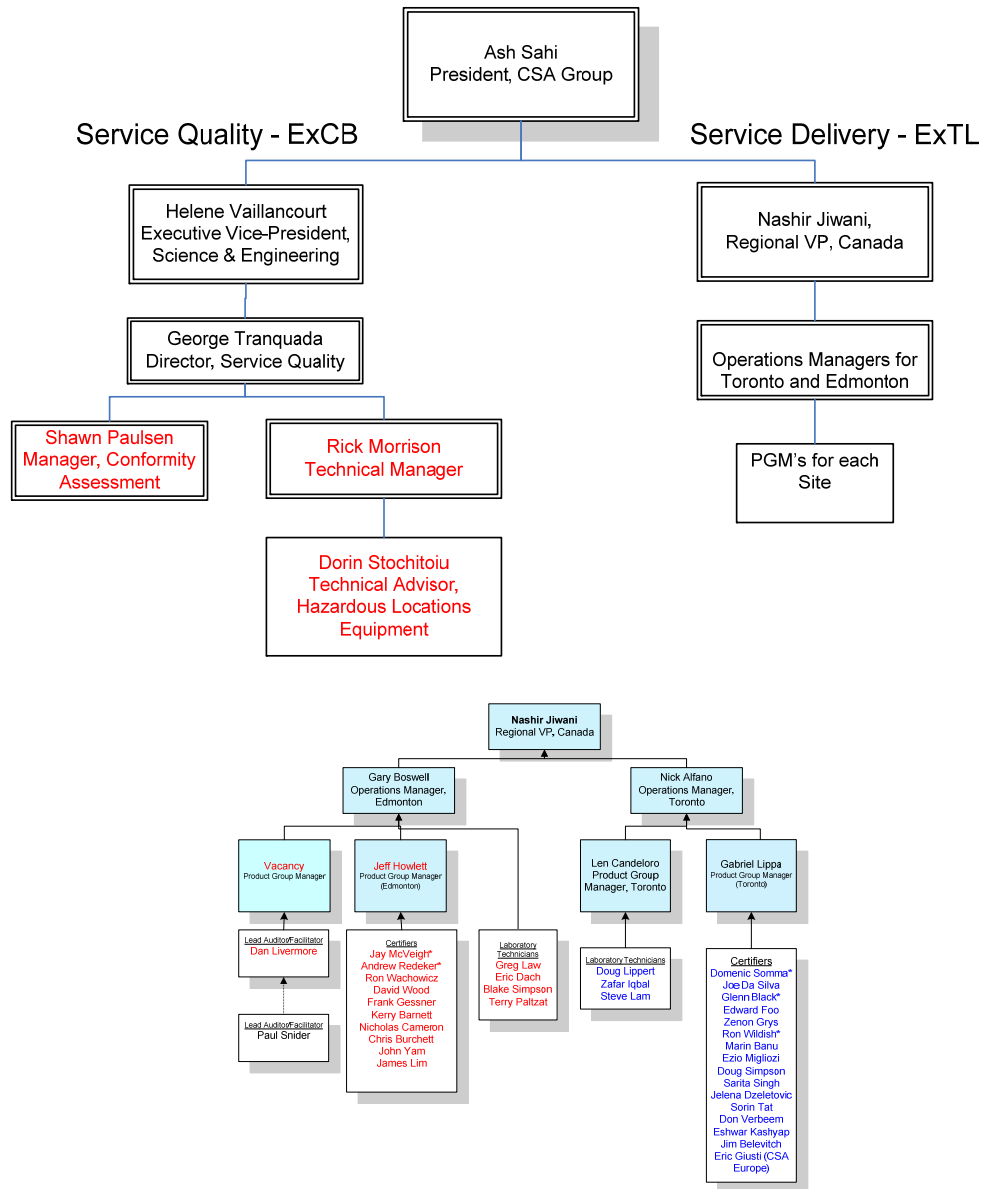 Ash Sahi
President, CSA Group
Service Quality - ExCB
Service Delivery - ExTL
Helene Vaillancourt
Executive Vice-President,
Science & Engineering
Nashir Jiwani,
Regional VP, Canada
George Tranquada
Director, Service Quality
Operations Managers for
Toronto and Edmonton
Shawn Paulsen
Manager, Conformity
Assessment
Rick Morrison
Technical Manager
PGM's for each
Site
Dorin Stochitoiu
Technical Advisor,
Hazardous Locations
Equipment
Nashir Jiwani
Regional VP, Canada
Gary Boswell
Operations Manager,
Edmonton
Nick Alfano
Operations Manager,
Toronto
Vacancy
Product Group Manager
Jeff Howlett
Product Group Manager
(Edmonton)
Len Candeloro
Product Group
Manager, Toronto
Gabriel Lippa
Product Group Manager
(Toronto)
Lead Auditor/Facilitator
Dan Livermore
Lead Auditor/Facilitator
Paul Snider
Certifiers
Jay McVeigh*
Andrew Redeker*
Ron Wachowicz
David Wood
Frank Gessner
Kerry Barnett
Nicholas Cameron
Chris Burchett
John Yam
James Lim
Laboratory
Technicians
Greg Law
Eric Dach
Blake Simpson
Terry Paltzat
Laboratory Technicians
Doug Lippert
Zafar Iqbal
Steve Lam
Certifiers
Domenic Somma*
Joe Da Silva
Glenn Black*
Edward Foo
Zenon Grys
Ron Wildish*
Marin Banu
Ezio Migliozi
Doug Simpson
Sarita Singh
Jelena Dzeletovic
Sorin Tat
Don Verbeem
Eshwar Kashyap
Jim Belevitch
Eric Giusti (CSA
Europe)